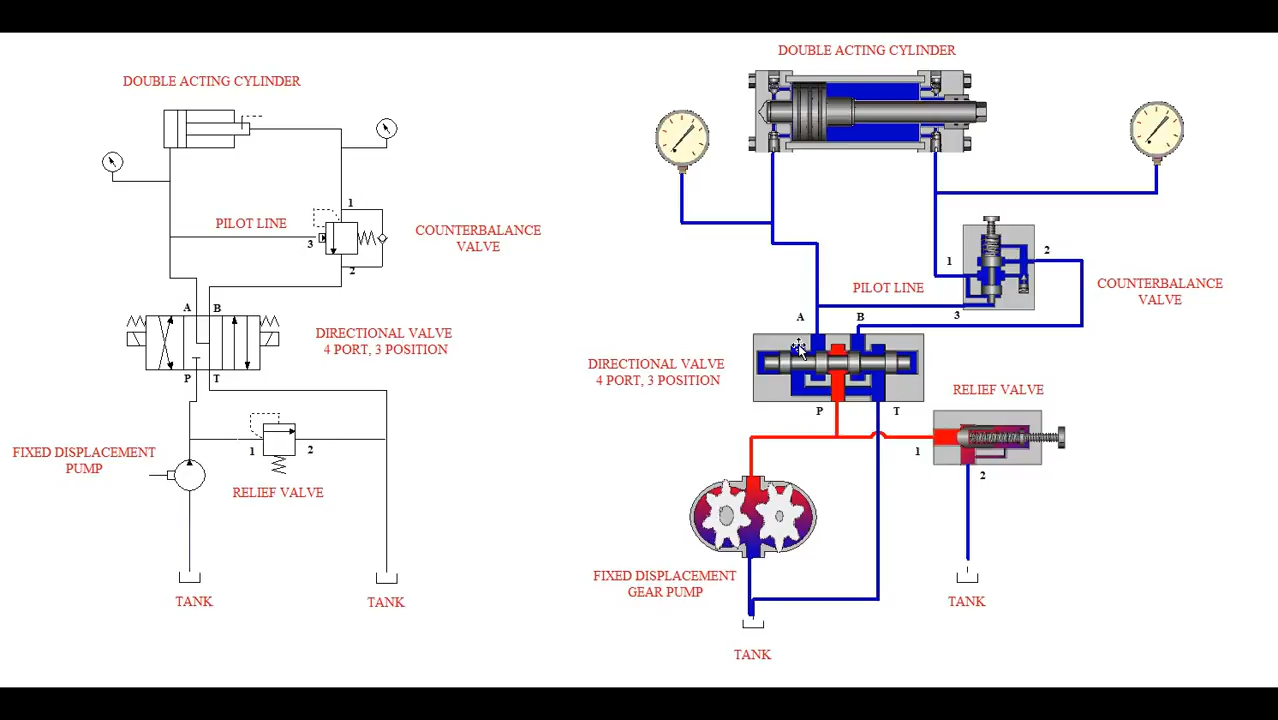 DOUBLE ACTING CYLINDER
PILOT LINE
1
3
2
COUNTERBALANCE
VALVE
A
B
DIRECTIONAL VALVE
4 PORT, 3 POSITION
P
T
FIXED DISPLACEMENT
PUMP
1
2
RELIEF VALVE
TANK
TANK
DOUBLE ACTING CYLINDER
1
2
PILOT LINE
3
COUNTERBALANCE
VALVE
A
B
DIRECTIONAL VALVE
4 PORT, 3 POSITION
P
T
RELIEF VALVE
1
2
FIXED DISPLACEMENT
GEAR PUMP
TANK
TANK